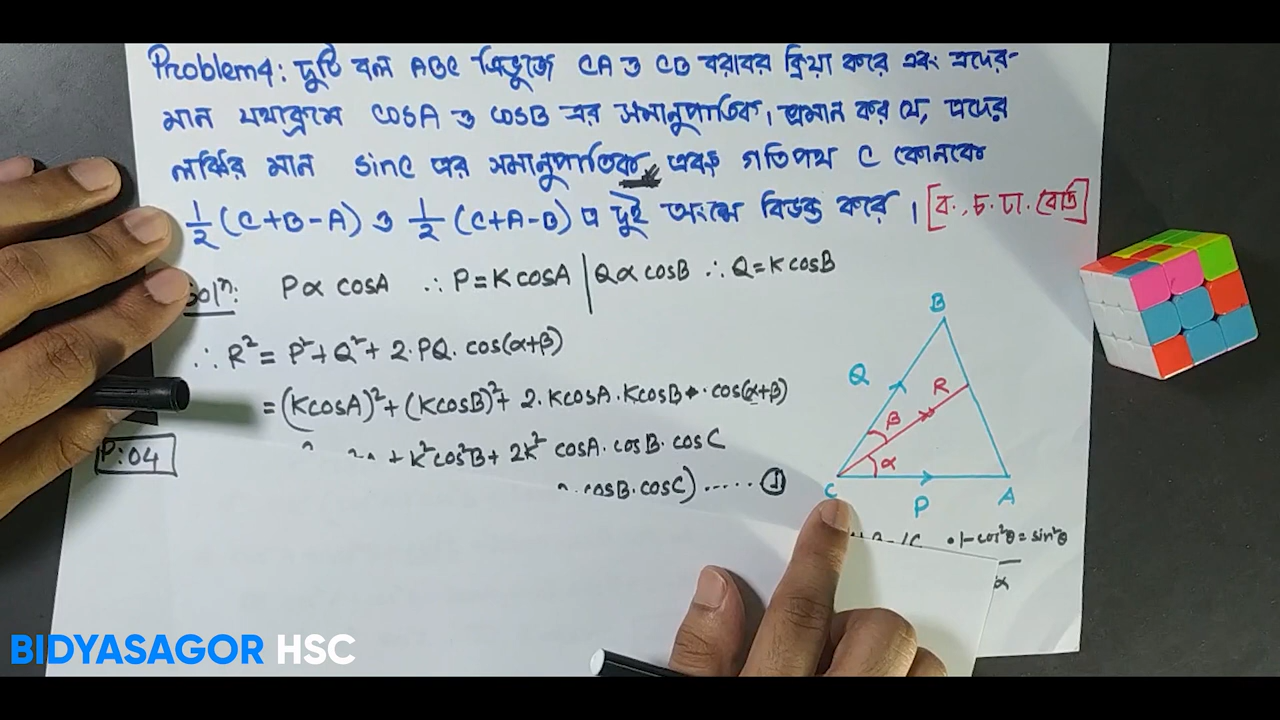 Problem4: দুটি বল ABC ত্রিভুজে CA ও CB বরাবর ক্রিয়া করে এবং এদের-
মান যথাক্রমে cosA ও cosB এর সমানুপাতিক। প্রমান কর যে, এদের
লব্ধির মান sinC এর সমানুপাতিক এবং গতিপথ C কোনকে
1/2 (C+B-A) ও 1/2 (C+A-B) এ দুই অংশে বিভক্ত করে। [ব., চ. ঢা. বোর্ড]
Solⁿ: P∝ cosA ∴ P=K cosA | Q∝ cosB ∴ Q=K cosB
∴ R² = P²+Q²+ 2.PQ. cos(α+β)
= (KcosA)²+(KcosB)²+ 2.KcosA.KcosB. cos(α+β)
+ K²cos²B+ 2K² cosA.cosB.cosC
cosB.cosC) ..... ①
P:04
B
Q
R
β
α
C
P
A
• 1-cos²θ = sin²θ
α
BIDYASAGOR HSC